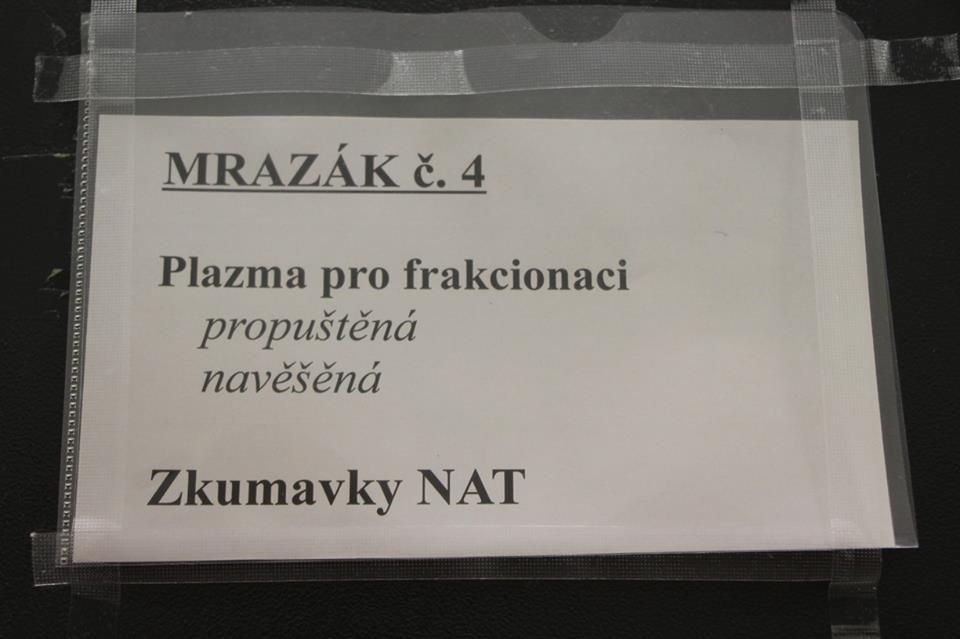 MRAZÁK č. 4
Plazma pro frakcionaci
propuštěná
navěšěná
Zkumavky NAT